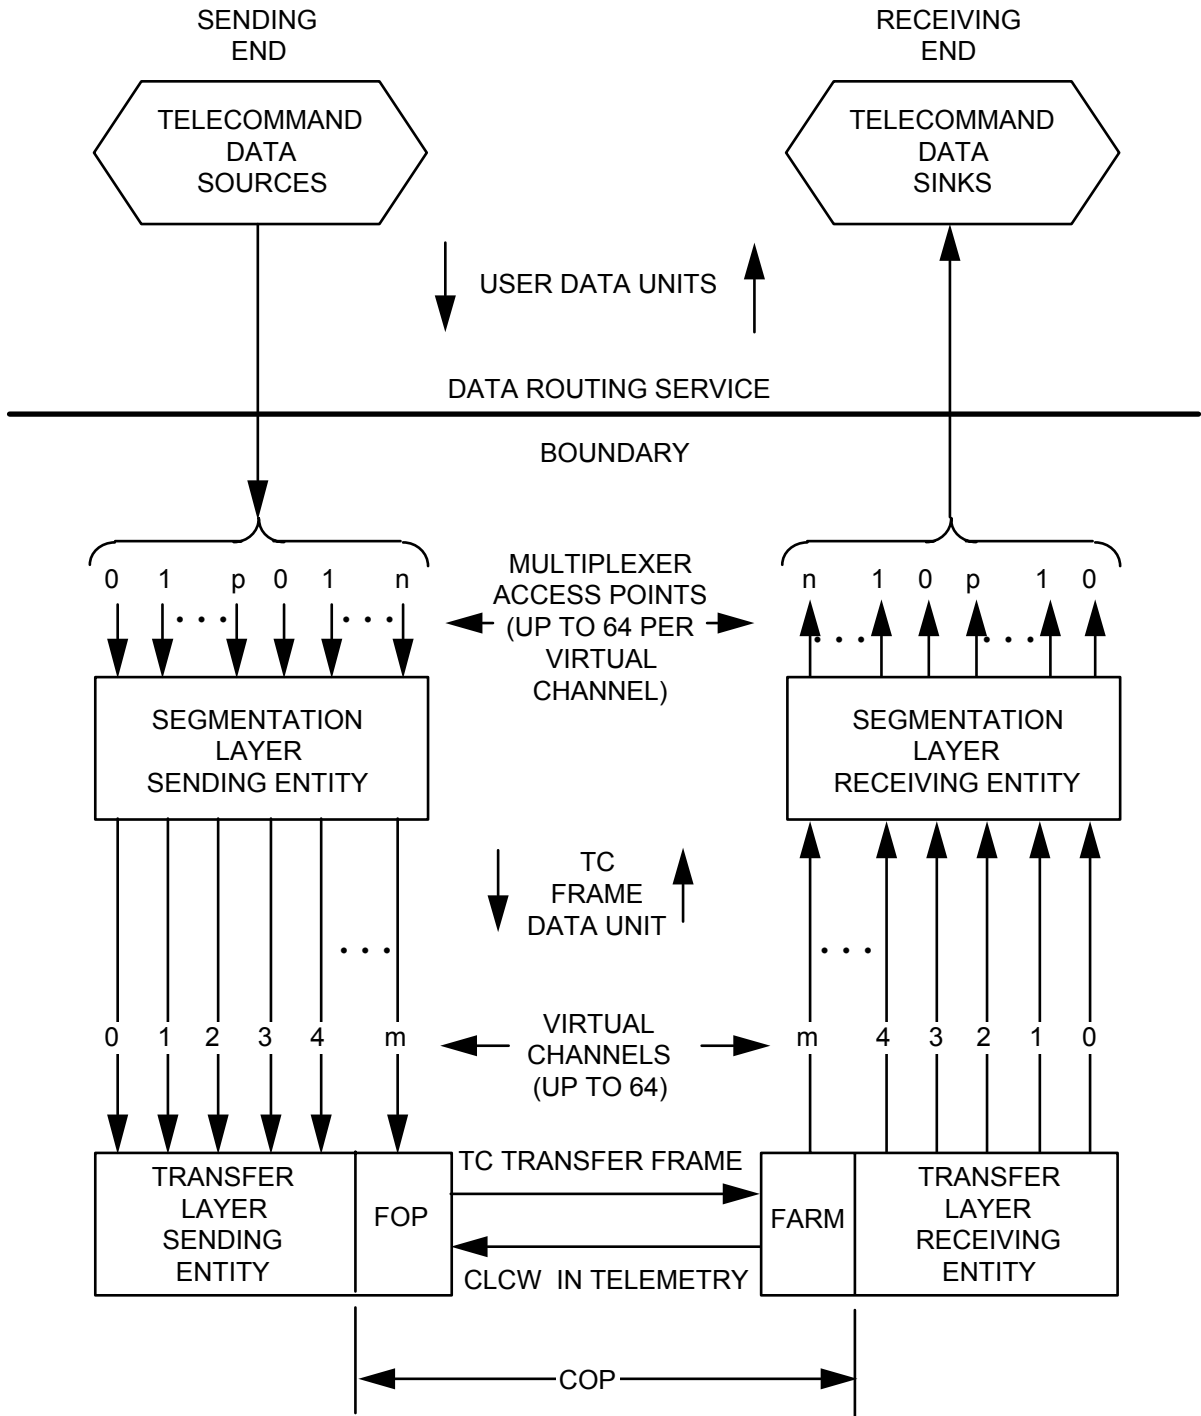 SENDING
END
RECEIVING
END
TELECOMMAND
DATA
SOURCES
TELECOMMAND
DATA
SINKS
USER DATA UNITS
DATA ROUTING SERVICE
BOUNDARY
0 1 p 0 1 n
. . . . . .
MULTIPLEXER
ACCESS POINTS
(UP TO 64 PER
VIRTUAL
CHANNEL)
n 1 0 p 1 0
. . . . . .
SEGMENTATION
LAYER
SENDING ENTITY
SEGMENTATION
LAYER
RECEIVING ENTITY
TC
FRAME
DATA UNIT
. . .
. . .
0 1 2 3 4 m
VIRTUAL
CHANNELS
(UP TO 64)
m 4 3 2 1 0
TRANSFER
LAYER
SENDING
ENTITY
FOP
TC TRANSFER FRAME
CLCW IN TELEMETRY
FARM
TRANSFER
LAYER
RECEIVING
ENTITY
COP